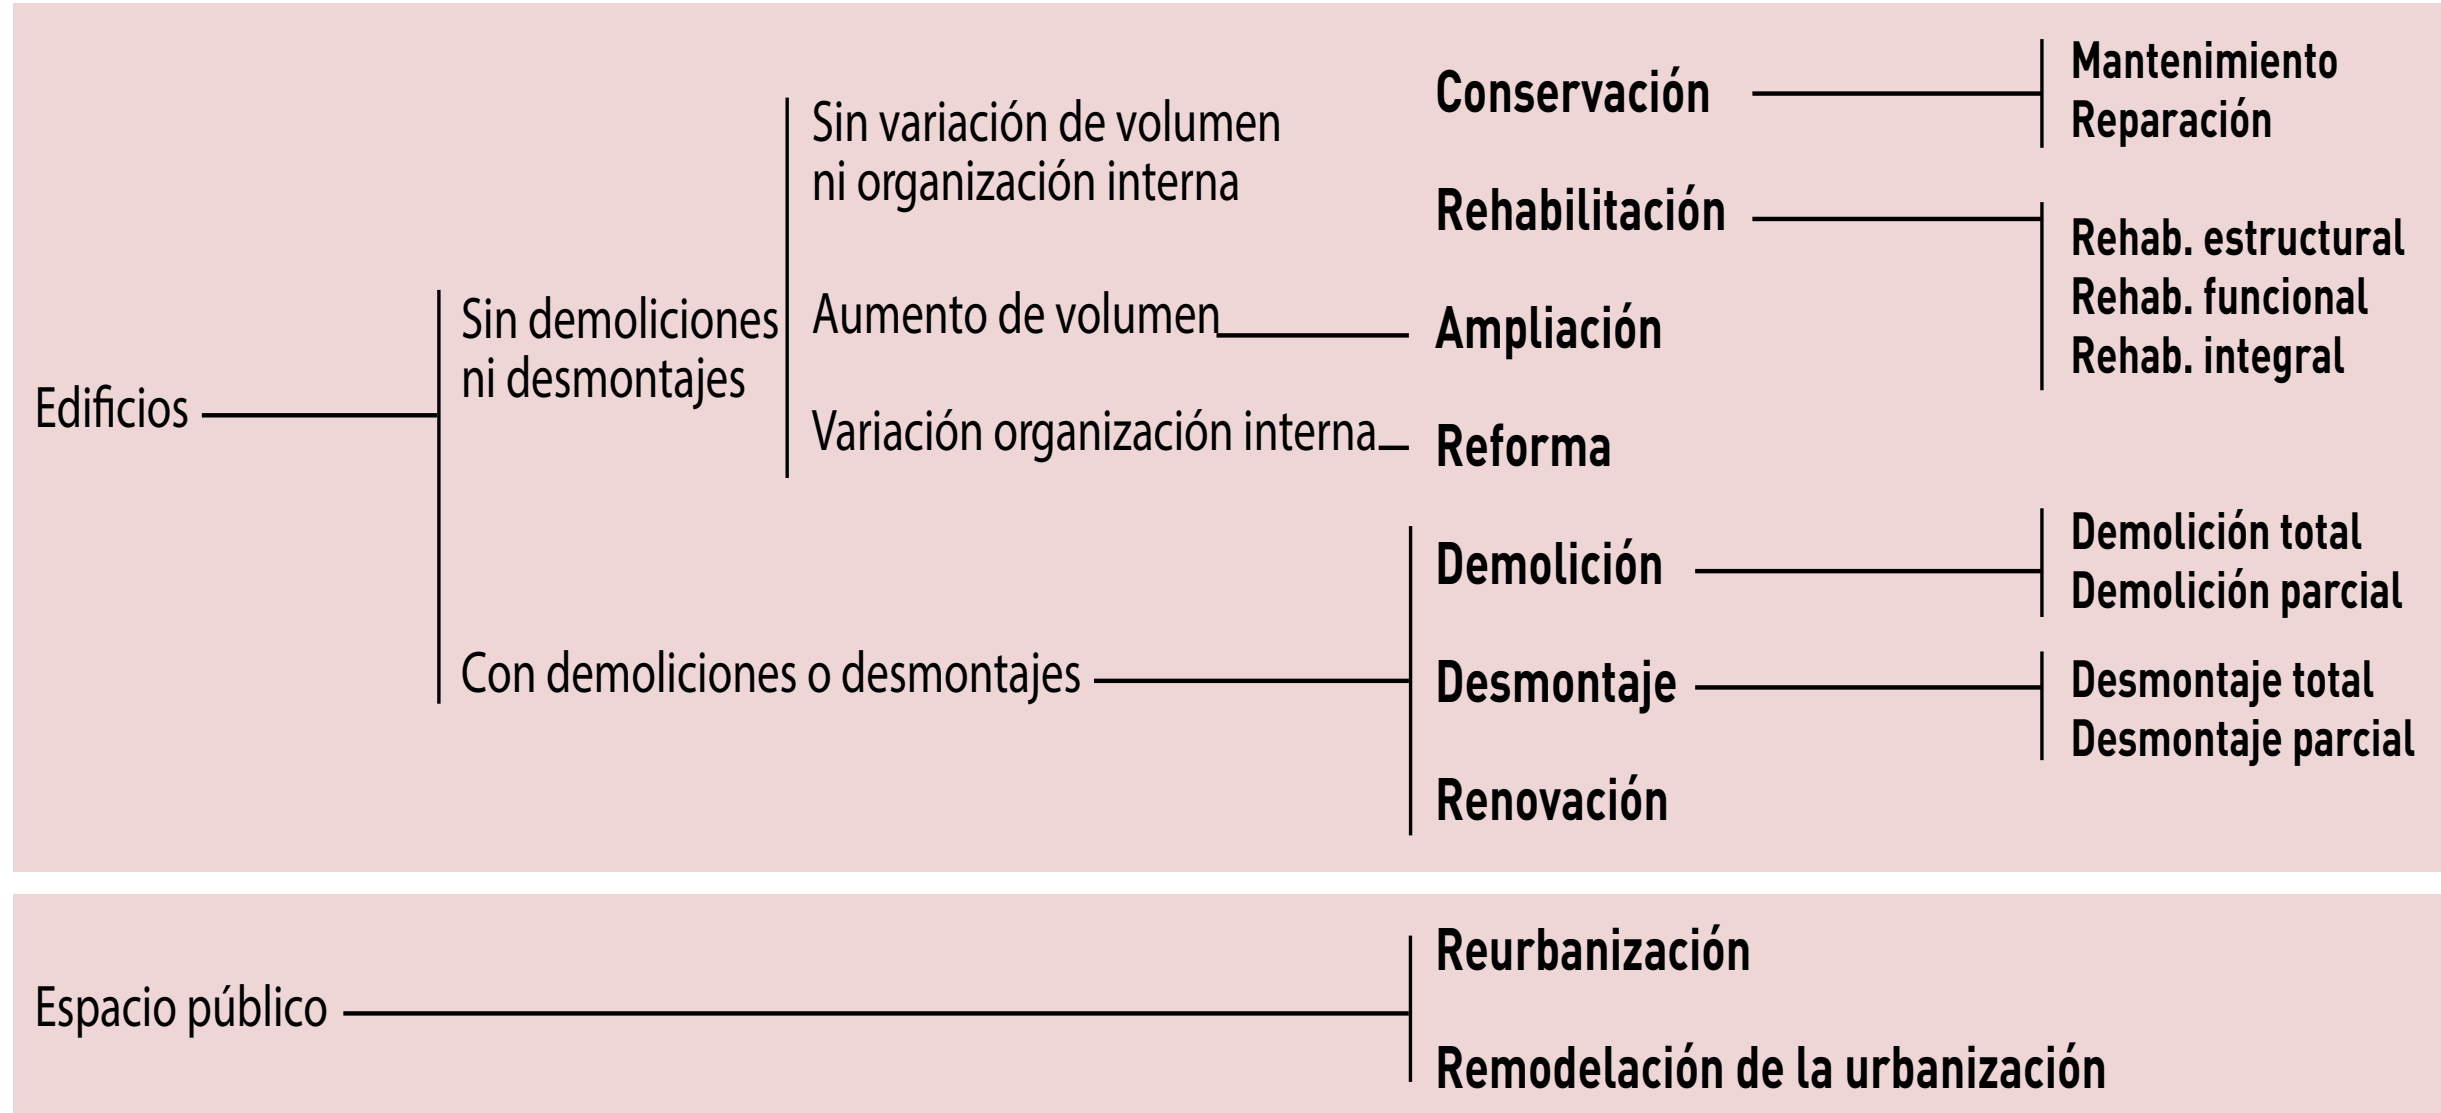 Edificios
Sin demoliciones
ni desmontajes
Sin variación de volumen
ni organización interna
Conservación
Mantenimiento
Reparación
Rehabilitación
Rehab. estructural
Rehab. funcional
Rehab. integral
Aumento de volumen
Ampliación
Variación organización interna
Reforma
Con demoliciones o desmontajes
Demolición
Demolición total
Demolición parcial
Desmontaje
Desmontaje total
Desmontaje parcial
Renovación
Espacio público
Reurbanización
Remodelación de la urbanización